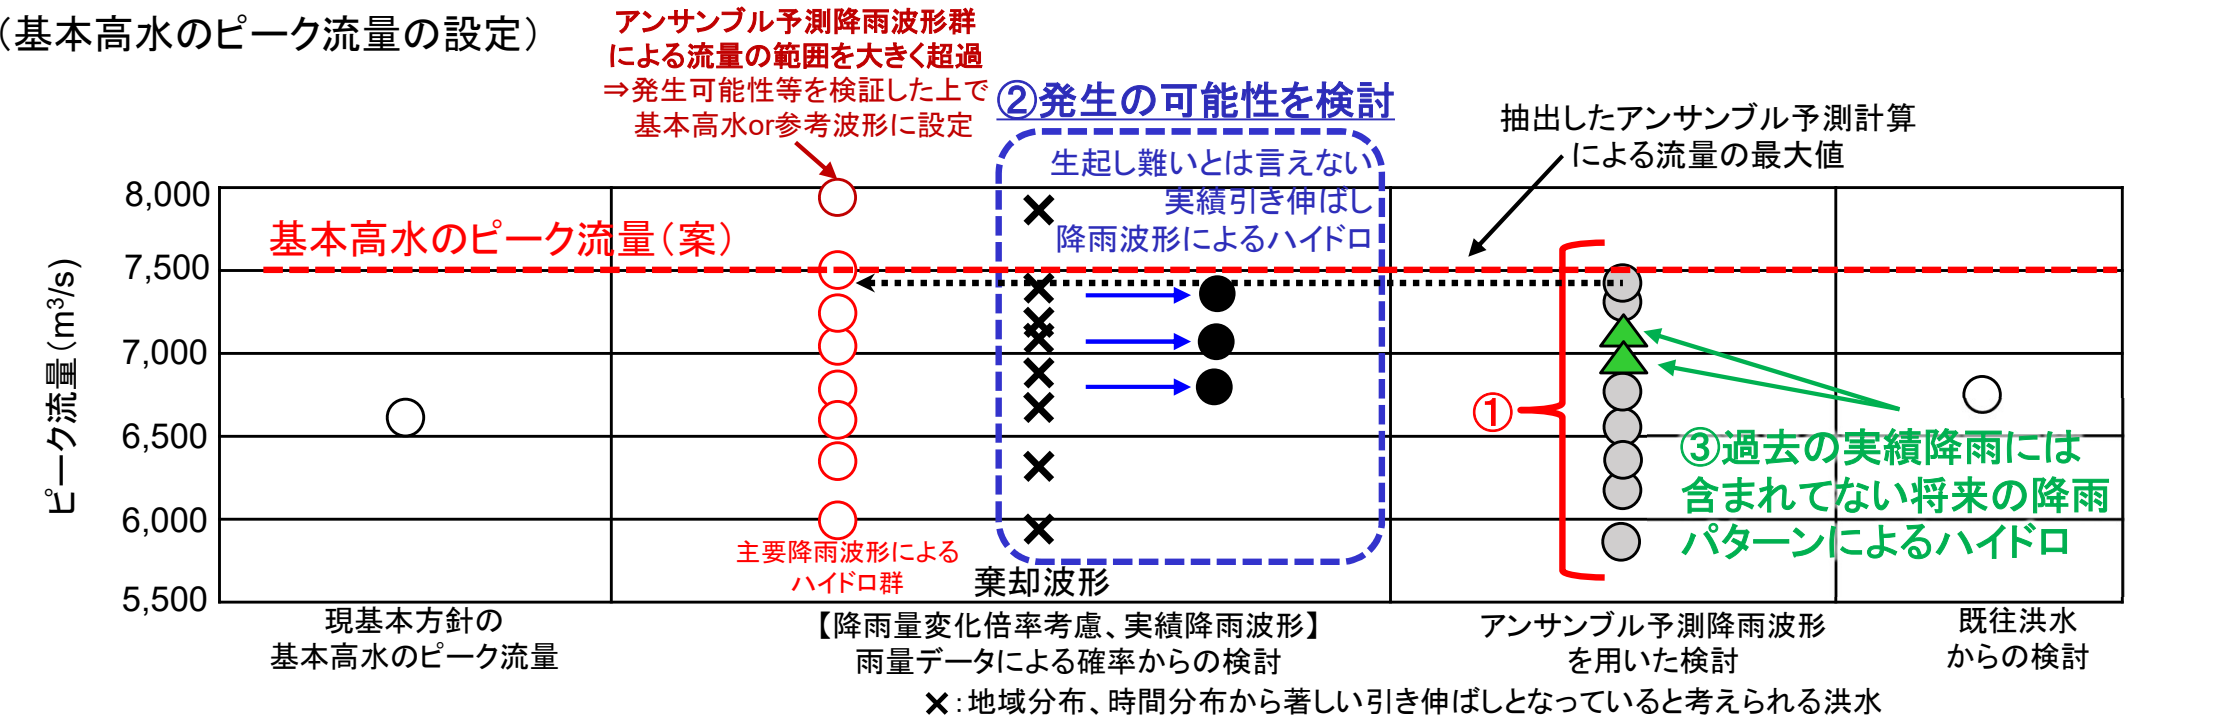 （基本高水のピーク流量の設定）
アンサンブル予測降雨波形群
による流量の範囲を大きく超過
⇒発生可能性等を検証した上で
基本高水or参考波形に設定
②発生の可能性を検討
生起し難いとは言えない
実績引き伸ばし
降雨波形によるハイドロ
抽出したアンサンブル予測計算
による流量の最大値
基本高水のピーク流量（案）
ピーク流量（m³/s）
8,000
7,500
7,000
6,500
6,000
5,500
①
③過去の実績降雨には
含まれてない将来の降雨
パターンによるハイドロ
主要降雨波形による
ハイドロ群
棄却波形
現基本方針の
基本高水のピーク流量
【降雨量変化倍率考慮、実績降雨波形】
雨量データによる確率からの検討
アンサンブル予測降雨波形
を用いた検討
既往洪水
からの検討
×：地域分布、時間分布から著しい引き伸ばしとなっていると考えられる洪水